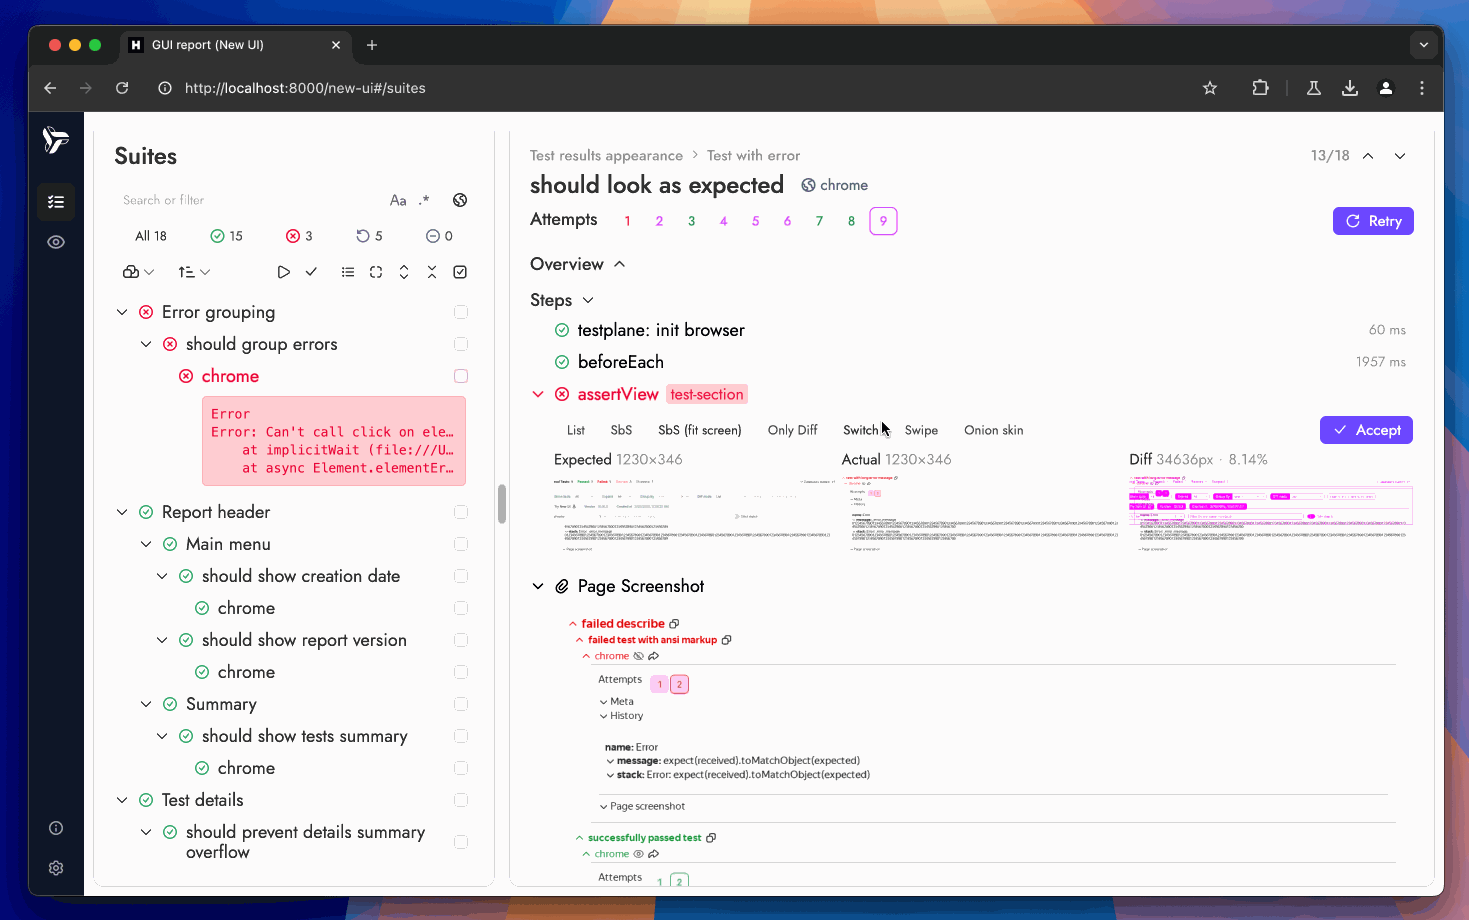 GUI report (New UI)
http://localhost:8000/new-ui#/suites
Suites
Search or filter
Aa .*
All 18 15 3 5 0
Error grouping
should group errors
chrome
Error
Error: Can't call click on ele…
at implicitWait (file:///U…
at async Element.elementEr…
Report header
Main menu
should show creation date
chrome
should show report version
chrome
Summary
should show tests summary
chrome
Test details
should prevent details summary
overflow
Test results appearance > Test with error
13/18
should look as expected chrome
Attempts 1 2 3 4 5 6 7 8 9
Retry
Overview
Steps
testplane: init browser 60 ms
beforeEach 1957 ms
assertView test-section
List SbS SbS (fit screen) Only Diff Switch Swipe Onion skin
Accept
Expected 1230×346
Actual 1230×346
Diff 34636px · 8.14%
Page Screenshot
failed describe
failed test with ansi markup
chrome
Attempts 1 2
Meta
History
name: Error
message: expect(received).toMatchObject(expected)
stack: Error: expect(received).toMatchObject(expected)
Page screenshot
successfully passed test
chrome
Attempts 1 2